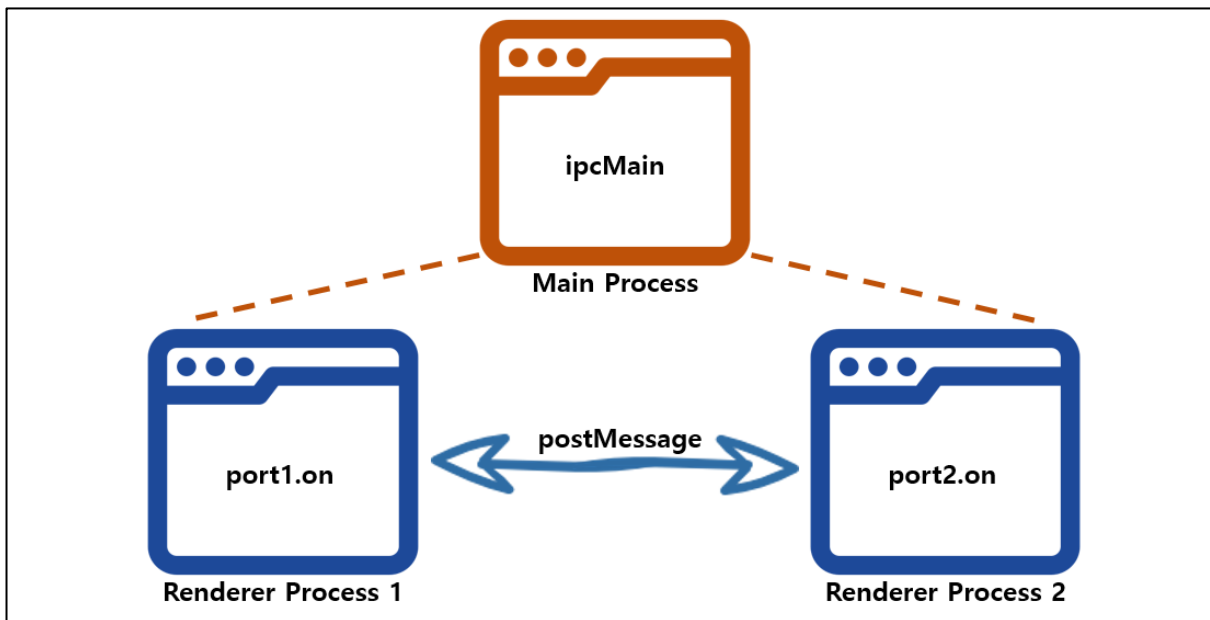 ipcMain
Main Process
postMessage
port1.on
port2.on
Renderer Process 1
Renderer Process 2